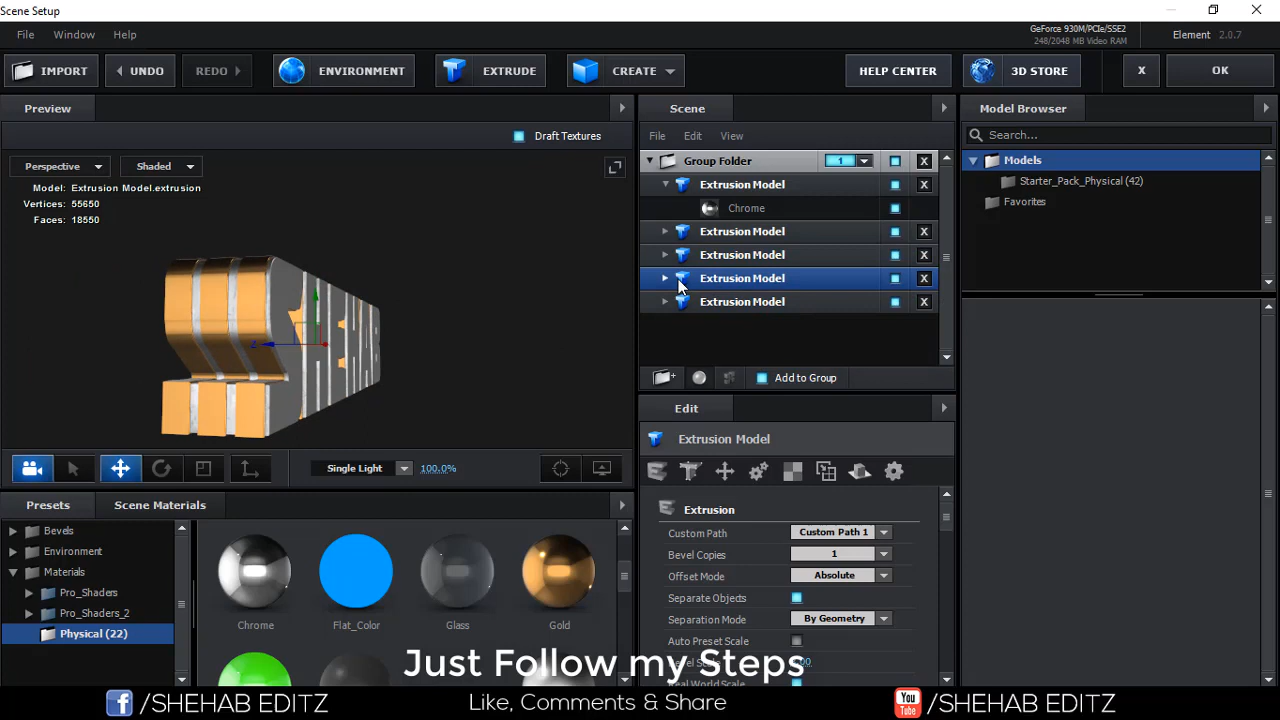 Scene Setup
File Window Help
GeForce 930M/PCIe/SSE2
248/2048 MB Video RAM
Element 2.0.7
IMPORT UNDO REDO ENVIRONMENT EXTRUDE CREATE HELP CENTER 3D STORE X OK
Preview
Draft Textures
Perspective Shaded
Model: Extrusion Model.extrusion
Vertices: 55650
Faces: 18550
Single Light 100.0%
Scene
File Edit View
Group Folder 1 X
Extrusion Model X
Chrome
Extrusion Model X
Extrusion Model X
Extrusion Model X
Extrusion Model X
Add to Group
Model Browser
Search...
Models
Starter_Pack_Physical (42)
Favorites
Presets Scene Materials
Bevels
Environment
Materials
Pro_Shaders
Pro_Shaders_2
Physical (22)
Chrome Flat_Color Glass Gold
Edit
Extrusion Model
Extrusion
Custom Path Custom Path 1
Bevel Copies 1
Offset Mode Absolute
Separate Objects
Separation Mode By Geometry
Auto Preset Scale
Real World Scale
Just Follow my Steps
/SHEHAB EDITZ
Like, Comments & Share
You Tube /SHEHAB EDITZ